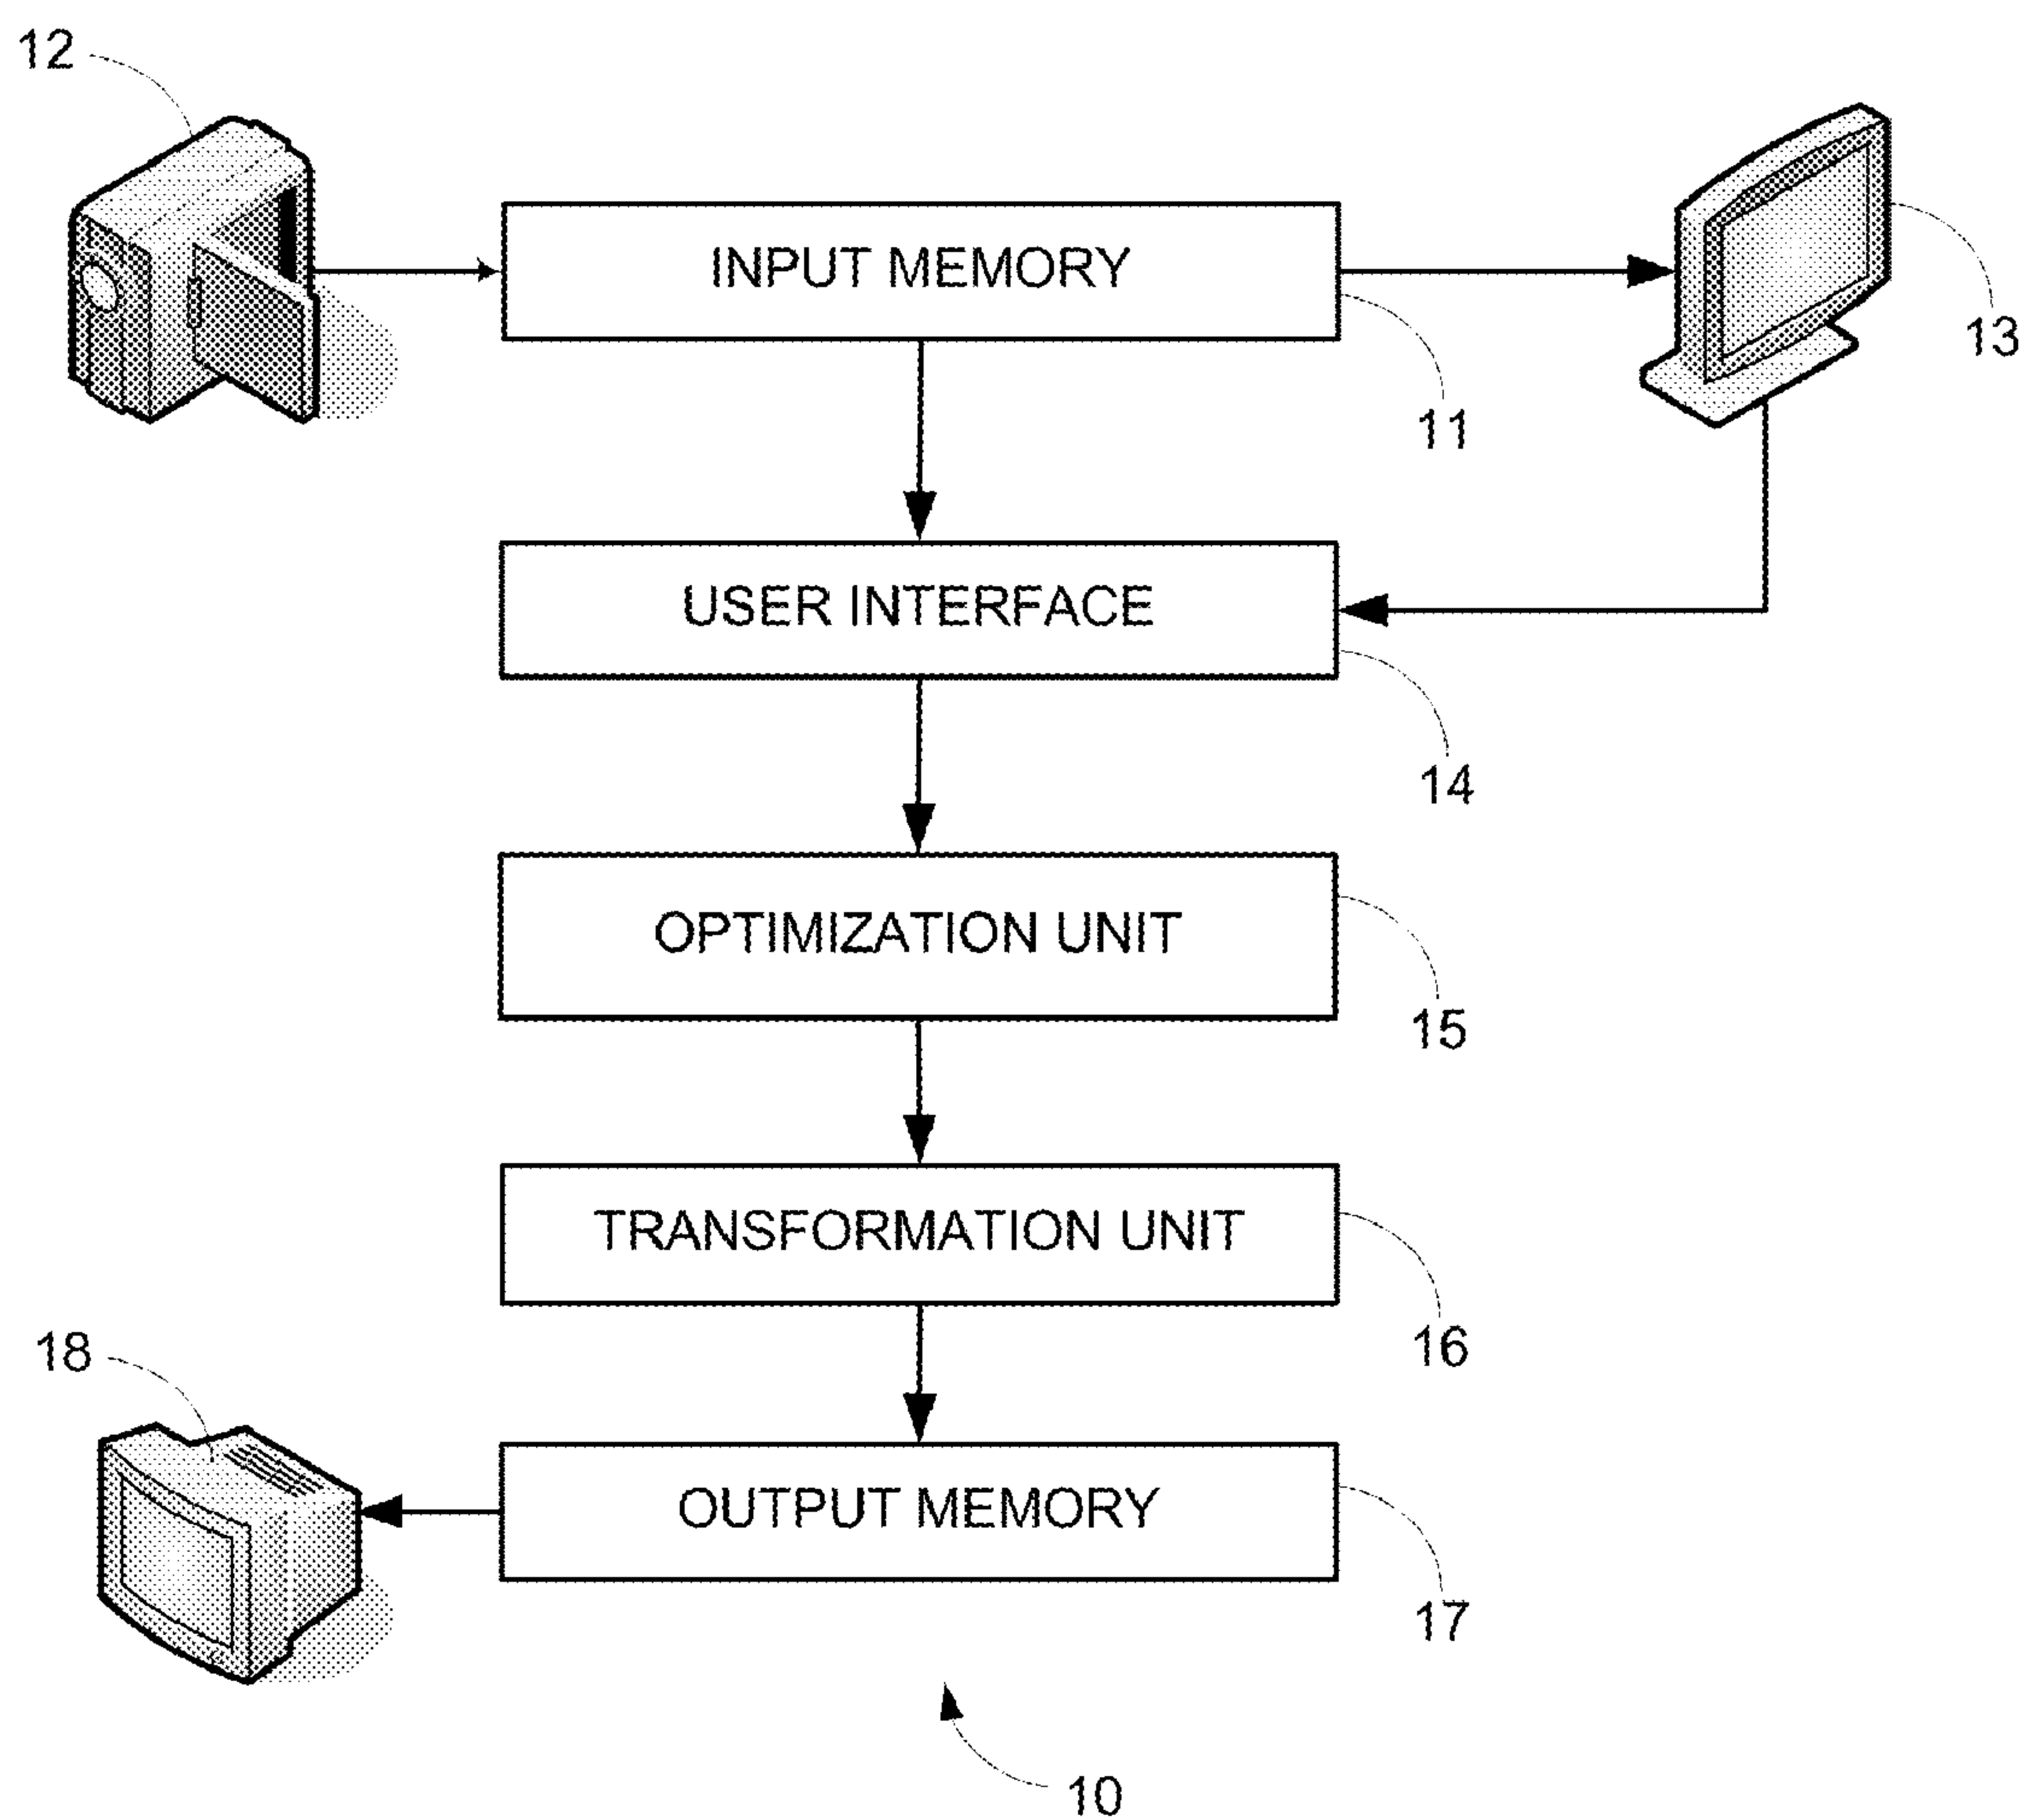 12
INPUT MEMORY
13
11
USER INTERFACE
14
OPTIMIZATION UNIT
15
TRANSFORMATION UNIT
16
18
OUTPUT MEMORY
17
10